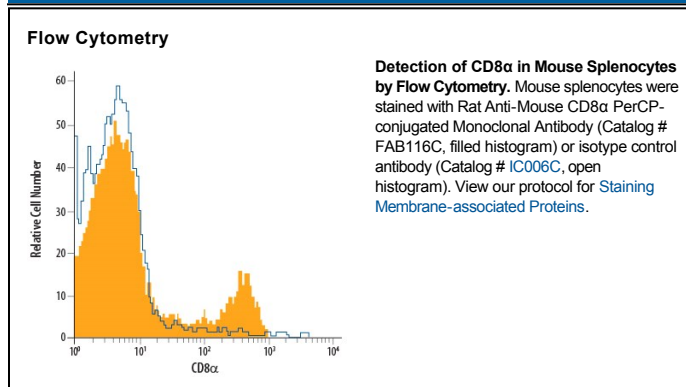 Flow Cytometry
Detection of CD8α in Mouse Splenocytes
by Flow Cytometry. Mouse splenocytes were
stained with Rat Anti-Mouse CD8α PerCP-
conjugated Monoclonal Antibody (Catalog #
FAB116C, filled histogram) or isotype control
antibody (Catalog # IC006C, open
histogram). View our protocol for Staining
Membrane-associated Proteins.
Relative Cell Number
60
50
40
30
20
10
0
10⁰ 10¹ 10² 10³ 10⁴
CD8α